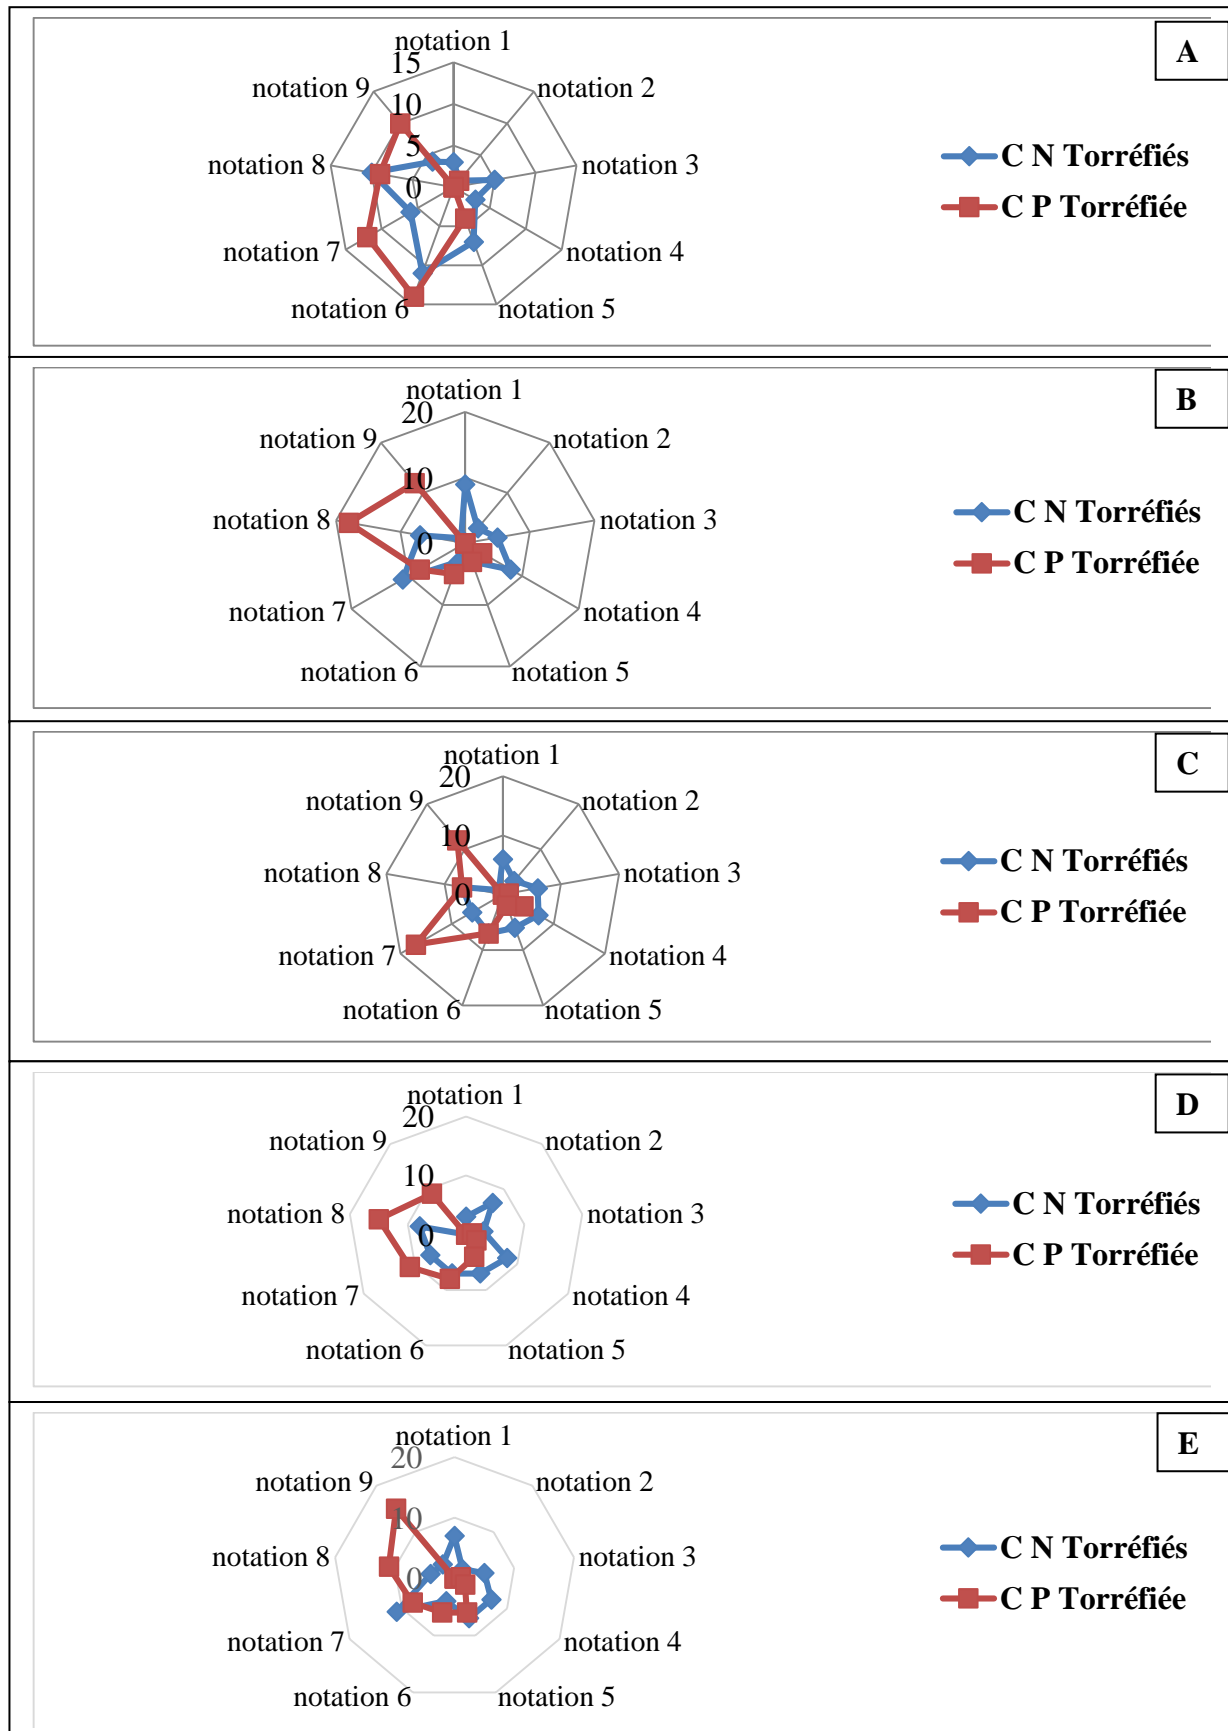 A
notation 1
15
notation 9
notation 2
10
notation 8
5
notation 3
0
C N Torréfiés
C P Torréfiée
notation 7
notation 4
notation 6
notation 5
B
notation 1
20
notation 9
notation 2
10
notation 8
notation 3
0
C N Torréfiés
C P Torréfiée
notation 7
notation 4
notation 6
notation 5
C
notation 1
20
notation 9
notation 2
10
notation 8
notation 3
0
C N Torréfiés
C P Torréfiée
notation 7
notation 4
notation 6
notation 5
D
notation 1
20
notation 9
notation 2
10
notation 8
notation 3
0
C N Torréfiés
C P Torréfiée
notation 7
notation 4
notation 6
notation 5
E
notation 1
20
notation 9
notation 2
10
notation 8
notation 3
0
C N Torréfiés
C P Torréfiée
notation 7
notation 4
notation 6
notation 5